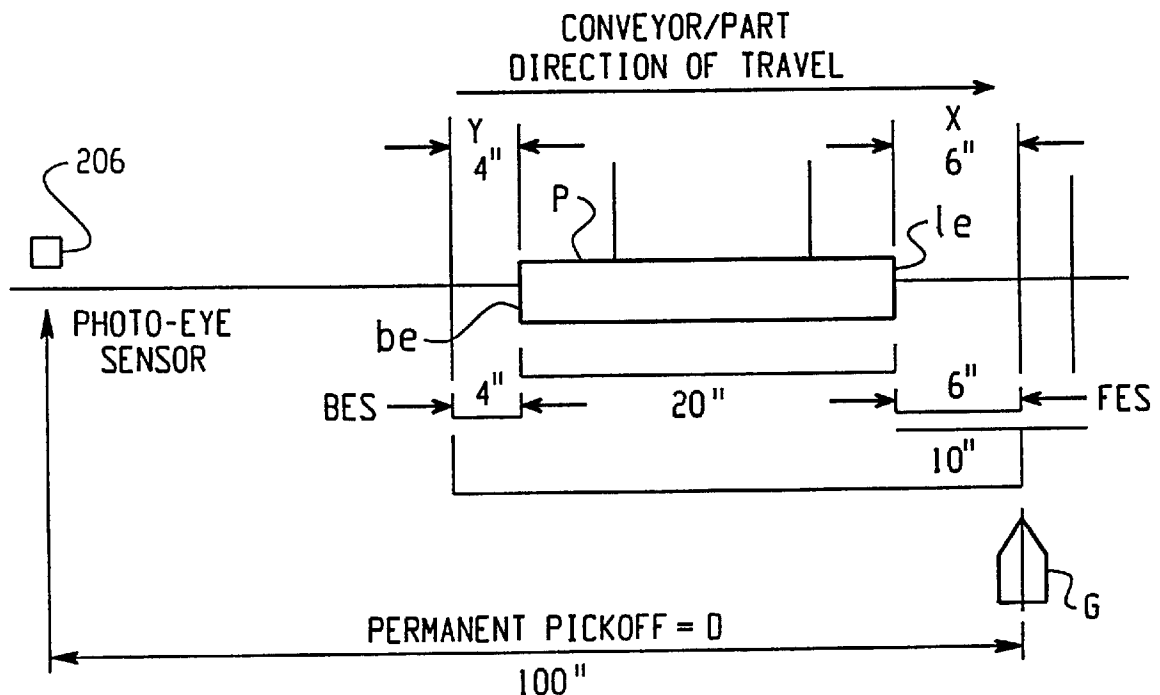 CONVEYOR/PART
DIRECTION OF TRAVEL
Y
4"
X
6"
206
P
le
PHOTO-EYE
SENSOR
be
BES
4"
20"
6"
FES
10"
G
PERMANENT PICKOFF = D
100"